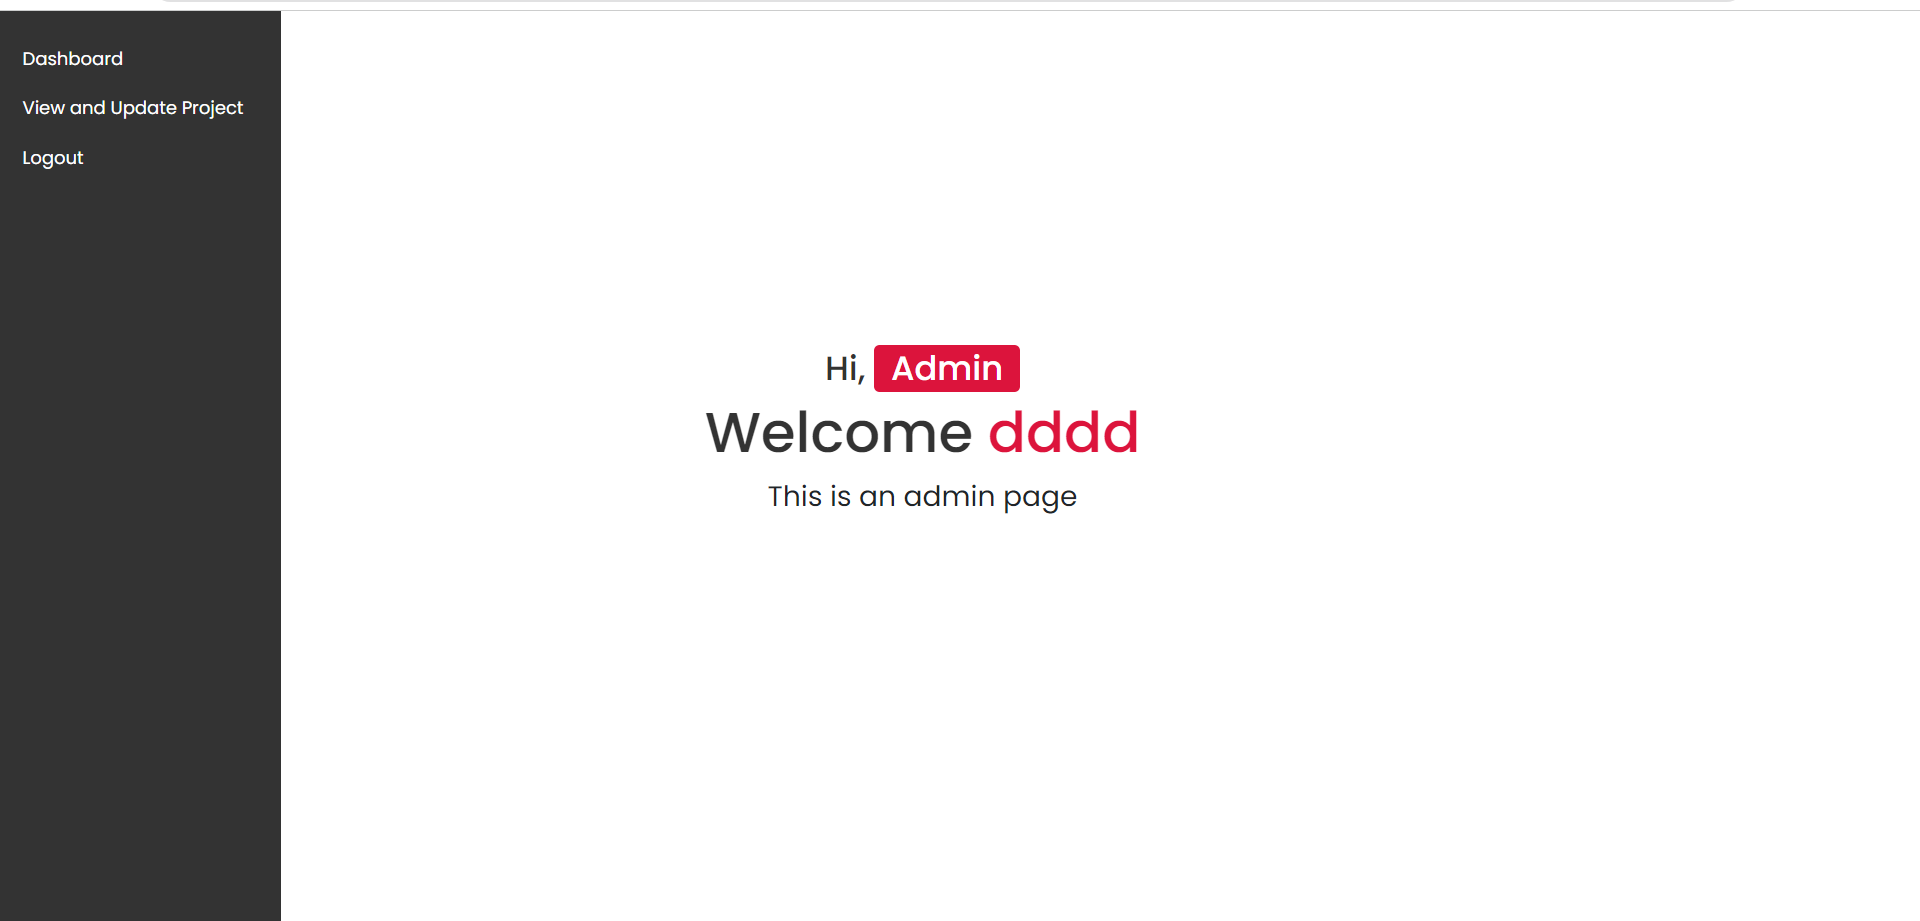 Dashboard
View and Update Project
Logout
Hi, Admin
Welcome dddd
This is an admin page